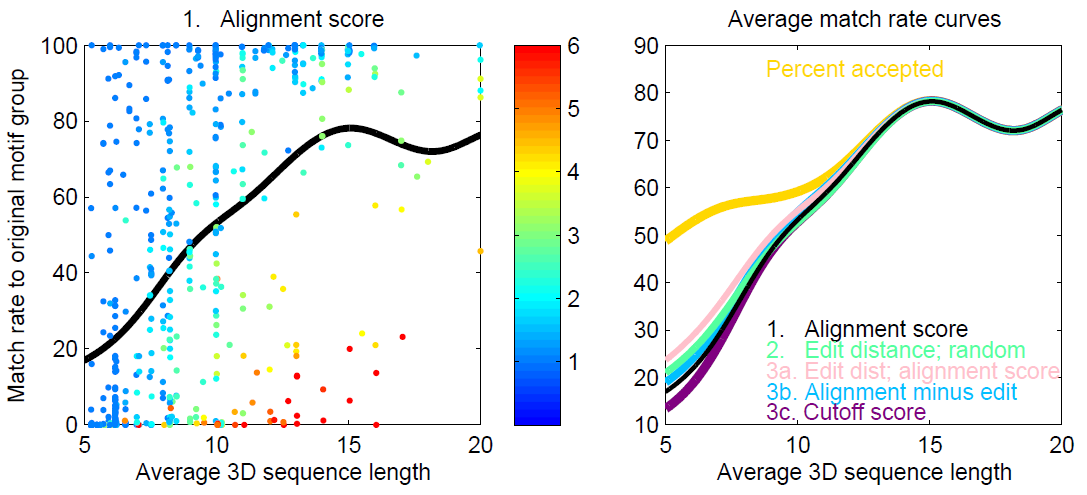 1. Alignment score
Match rate to original motif group
100
80
60
40
20
0
5
10
15
20
Average 3D sequence length
6
5
4
3
2
1
Average match rate curves
90
80
70
60
50
40
30
20
10
5
10
15
20
Average 3D sequence length
Percent accepted
1. Alignment score
2. Edit distance; random
3a. Edit dist; alignment score
3b. Alignment minus edit
3c. Cutoff score